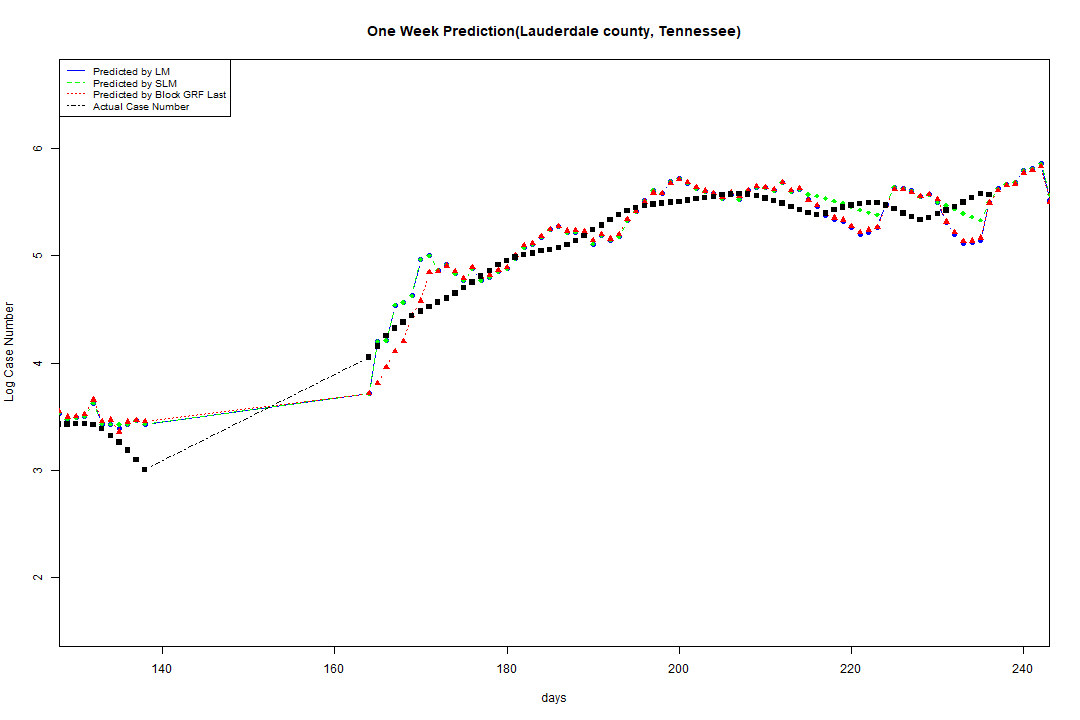 One Week Prediction(Lauderdale county, Tennessee)
Predicted by LM
Predicted by SLM
Predicted by Block GRF Last
Actual Case Number
6
5
4
3
2
Log Case Number
140
160
180
200
220
240
days